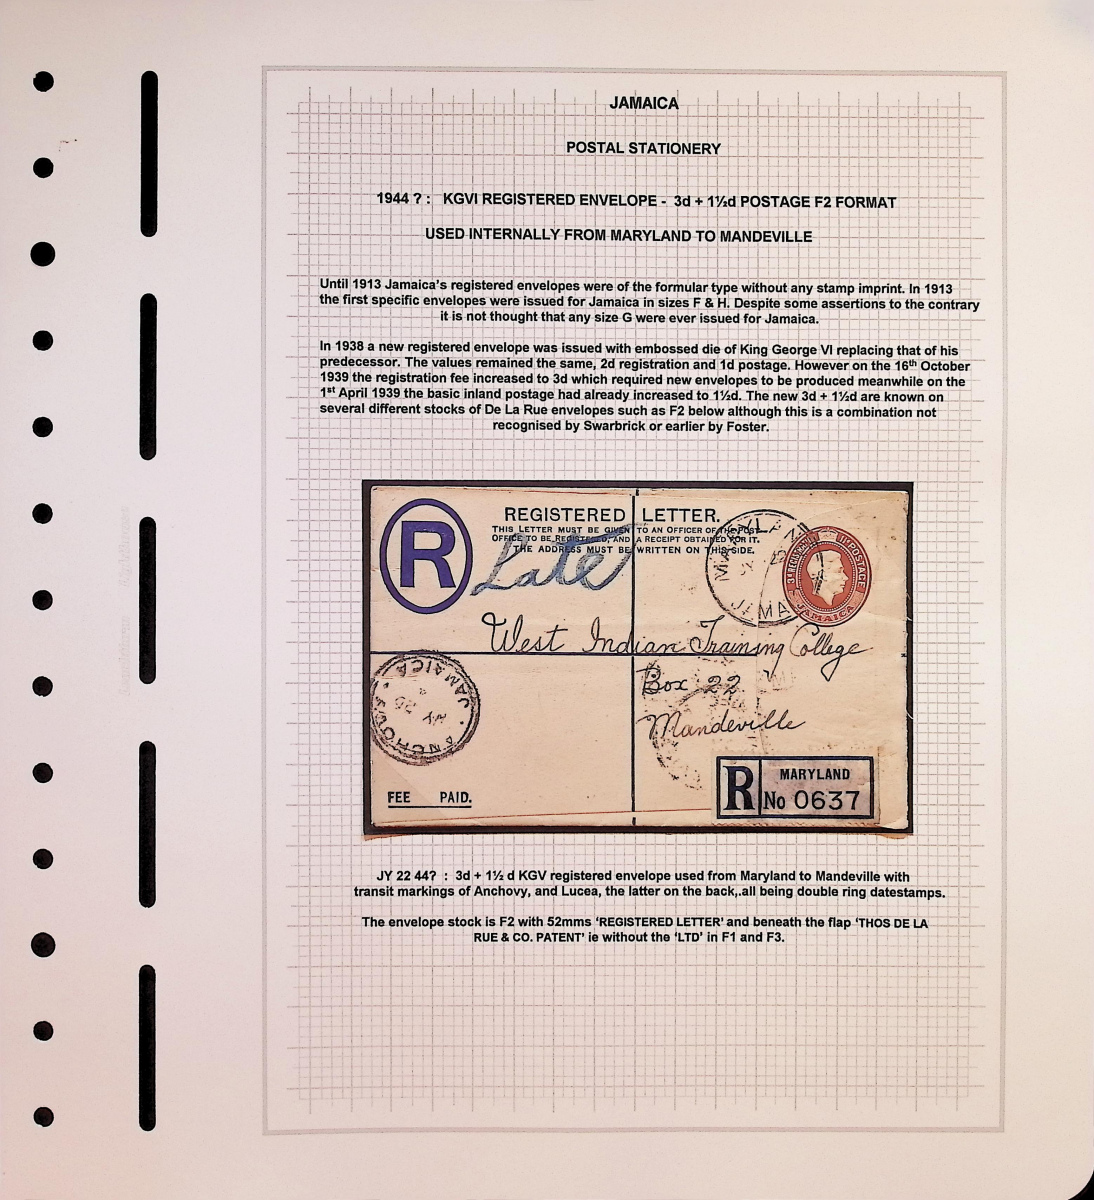 JAMAICA
POSTAL STATIONERY
1944 ? : KGVI REGISTERED ENVELOPE - 3d + 1½d POSTAGE F2 FORMAT
USED INTERNALLY FROM MARYLAND TO MANDEVILLE
Until 1913 Jamaica's registered envelopes were of the formular type without any stamp imprint. In 1913
the first specific envelopes were issued for Jamaica in sizes F & H. Despite some assertions to the contrary
it is not thought that any size G were ever issued for Jamaica.
In 1938 a new registered envelope was issued with embossed die of King George VI replacing that of his
predecessor. The values remained the same, 2d registration and 1d postage. However on the 16th October
1939 the registration fee increased to 3d which required new envelopes to be produced meanwhile on the
1st April 1939 the basic inland postage had already increased to 1½d. The new 3d + 1½d are known on
several different stocks of De La Rue envelopes such as F2 below although this is a combination not
recognised by Swarbrick or earlier by Foster.
R
REGISTERED LETTER.
THIS LETTER MUST BE GIVEN TO AN OFFICER OF THE POST
OFFICE TO BE REGISTERED, AND A RECEIPT OBTAINED FOR IT.
THE ADDRESS MUST BE WRITTEN ON THIS SIDE.
Late
MARYLA
JAMA
POSTAGE
JAMAICA
West Indian Training College
Box 22
Mandeville
JAMAICA
ANCHOVY
FEE PAID.
R MARYLAND
No 0637
JY 22 44? : 3d + 1½ d KGV registered envelope used from Maryland to Mandeville with
transit markings of Anchovy, and Lucea, the latter on the back,.all being double ring datestamps.
The envelope stock is F2 with 52mms 'REGISTERED LETTER' and beneath the flap 'THOS DE LA
RUE & CO. PATENT' ie without the 'LTD' in F1 and F3.